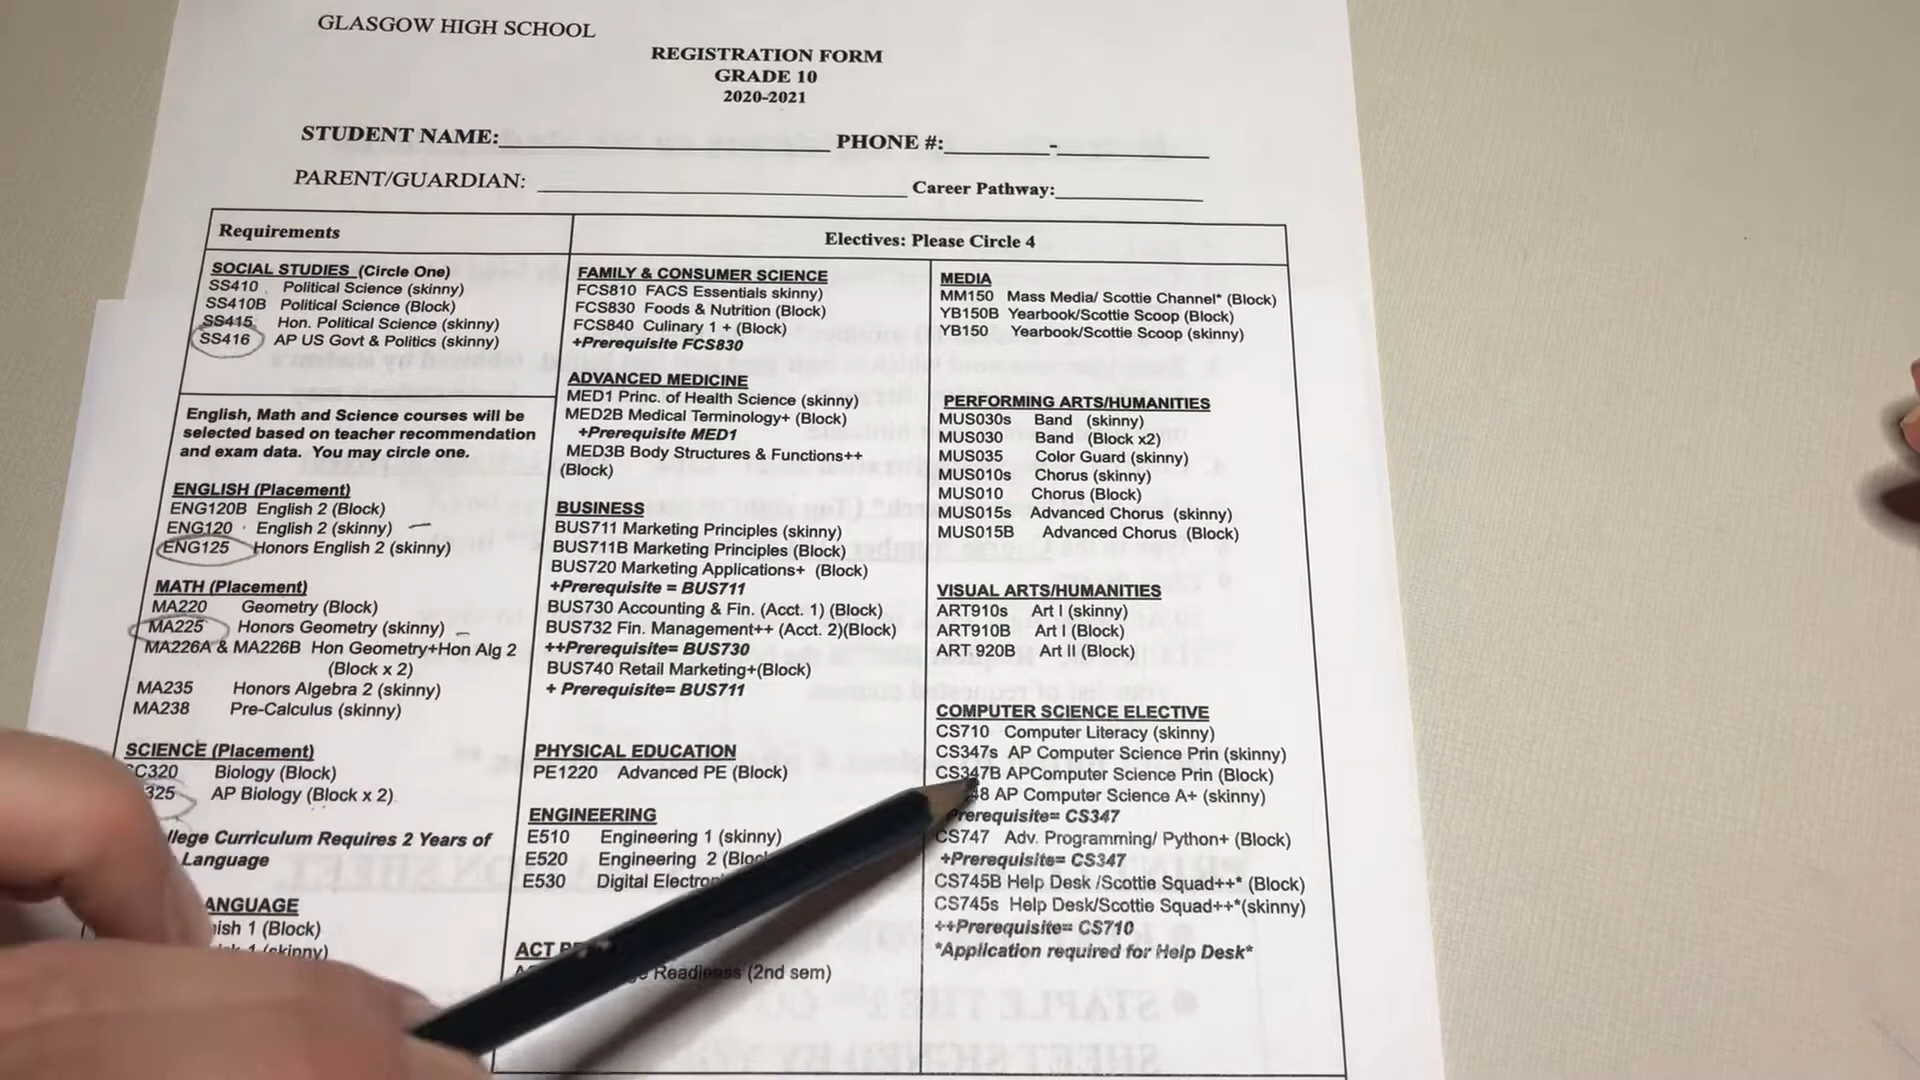 GLASGOW HIGH SCHOOL
REGISTRATION FORM
GRADE 10
2020-2021
STUDENT NAME: PHONE #: -
PARENT/GUARDIAN: Career Pathway:
Requirements
SOCIAL STUDIES (Circle One)
SS410 Political Science (skinny)
SS410B Political Science (Block)
SS415 Hon. Political Science (skinny)
SS416 AP US Govt & Politics (skinny)
English, Math and Science courses will be
selected based on teacher recommendation
and exam data. You may circle one.
ENGLISH (Placement)
ENG120B English 2 (Block)
ENG120 English 2 (skinny)
ENG125 Honors English 2 (skinny)
MATH (Placement)
MA220 Geometry (Block)
MA225 Honors Geometry (skinny)
MA226A & MA226B Hon Geometry+Hon Alg 2
(Block x 2)
MA235 Honors Algebra 2 (skinny)
MA238 Pre-Calculus (skinny)
SCIENCE (Placement)
SC320 Biology (Block)
325 AP Biology (Block x 2)
Curriculum Requires 2 Years of
Language
LANGUAGE
1 (Block)
1 (skinny)
Electives: Please Circle 4
FAMILY & CONSUMER SCIENCE
FCS810 FACS Essentials skinny)
FCS830 Foods & Nutrition (Block)
FCS840 Culinary 1 + (Block)
+Prerequisite FCS830
ADVANCED MEDICINE
MED1 Princ. of Health Science (skinny)
MED2B Medical Terminology+ (Block)
+Prerequisite MED1
MED3B Body Structures & Functions++
(Block)
BUSINESS
BUS711 Marketing Principles (skinny)
BUS711B Marketing Principles (Block)
BUS720 Marketing Applications+ (Block)
+Prerequisite = BUS711
BUS730 Accounting & Fin. (Acct. 1) (Block)
BUS732 Fin. Management++ (Acct. 2)(Block)
++Prerequisite= BUS730
BUS740 Retail Marketing+(Block)
+ Prerequisite= BUS711
PHYSICAL EDUCATION
PE1220 Advanced PE (Block)
ENGINEERING
E510 Engineering 1 (skinny)
E520 Engineering 2
E530 Digital
ACT
Readiness (2nd sem)
MEDIA
MM150 Mass Media/ Scottie Channel* (Block)
YB150B Yearbook/Scottie Scoop (Block)
YB150 Yearbook/Scottie Scoop (skinny)
PERFORMING ARTS/HUMANITIES
MUS030s Band (skinny)
MUS030 Band (Block x2)
MUS035 Color Guard (skinny)
MUS010s Chorus (skinny)
MUS010 Chorus (Block)
MUS015s Advanced Chorus (skinny)
MUS015B Advanced Chorus (Block)
VISUAL ARTS/HUMANITIES
ART910s Art I (skinny)
ART910B Art I (Block)
ART 920B Art II (Block)
COMPUTER SCIENCE ELECTIVE
CS710 Computer Literacy (skinny)
CS347s AP Computer Science Prin (skinny)
CS347B APComputer Science Prin (Block)
AP Computer Science A+ (skinny)
Prerequisite= CS347
CS747 Adv. Programming/ Python+ (Block)
+Prerequisite= CS347
CS745B Help Desk /Scottie Squad++* (Block)
CS745s Help Desk/Scottie Squad++*(skinny)
++Prerequisite= CS710
*Application required for Help Desk*